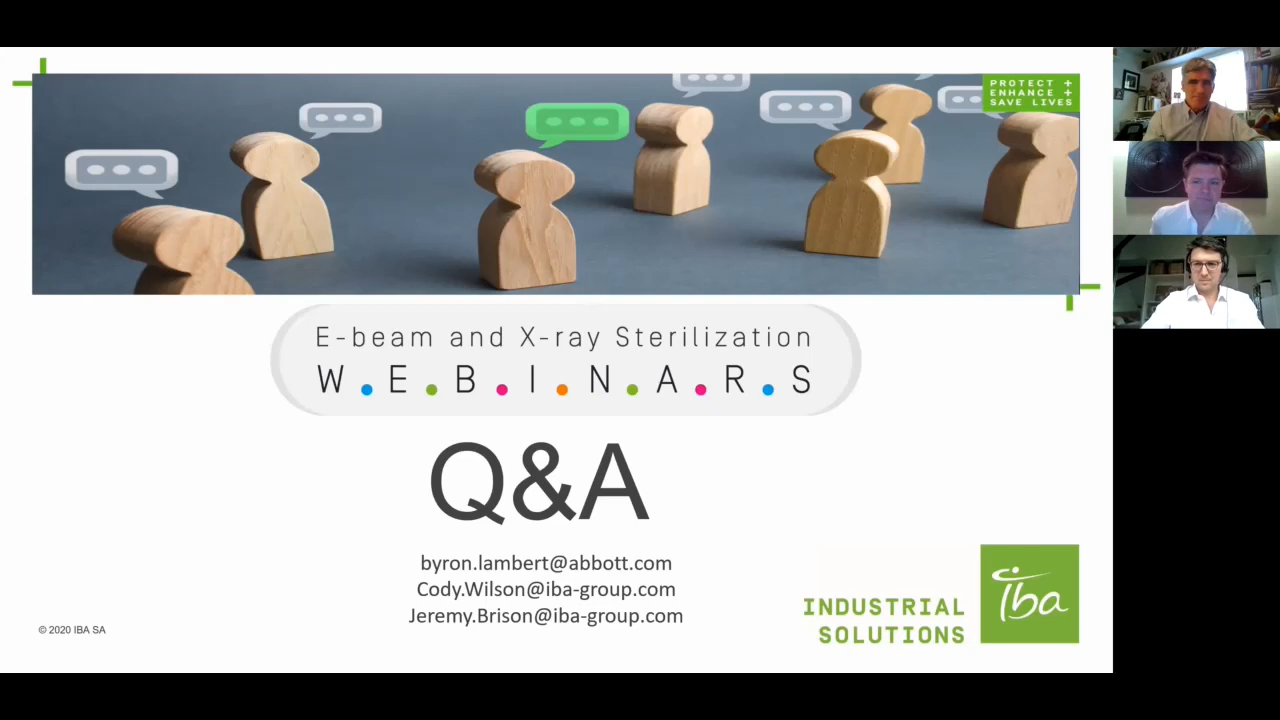 PROTECT +
ENHANCE +
SAVE LIVES
E-beam and X-ray Sterilization
W.E.B.I.N.A.R.S
Q&A
byron.lambert@abbott.com
Cody.Wilson@iba-group.com
Jeremy.Brison@iba-group.com
INDUSTRIAL
SOLUTIONS
iba
© 2020 IBA SA